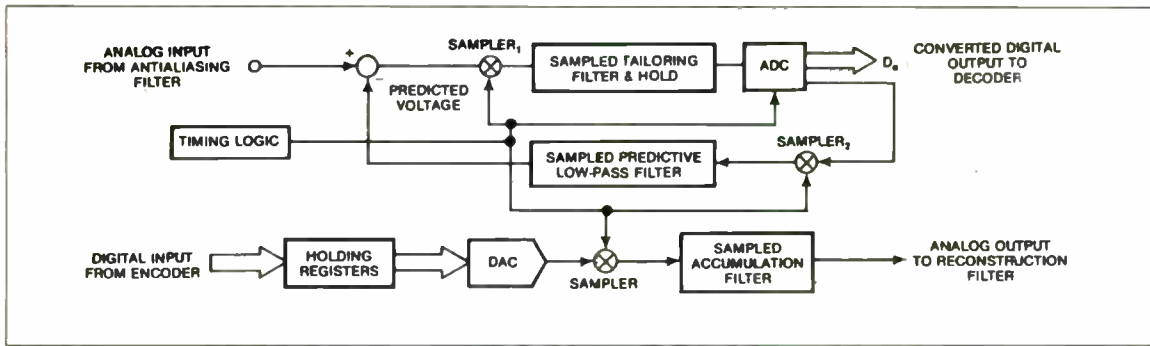 ANALOG INPUT
FROM ANTIALIASING
FILTER
+
−
PREDICTED
VOLTAGE
SAMPLER₁
SAMPLED TAILORING
FILTER & HOLD
ADC
Dₒ
CONVERTED DIGITAL
OUTPUT TO
DECODER
TIMING LOGIC
SAMPLED PREDICTIVE
LOW-PASS FILTER
SAMPLER₂
DIGITAL INPUT
FROM ENCODER
HOLDING
REGISTERS
DAC
SAMPLER
SAMPLED
ACCUMULATION
FILTER
ANALOG OUTPUT
TO RECONSTRUCTION
FILTER